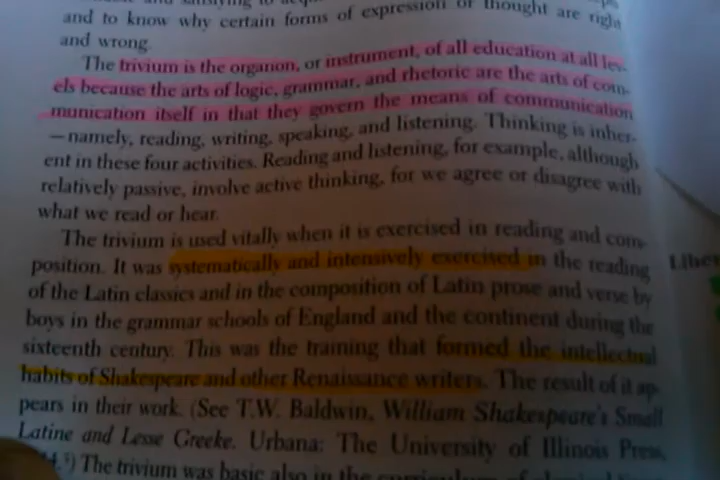 and to know why certain forms of expression or thought are right
and wrong.
The trivium is the organon, or instrument, of all education at all lev-
els because the arts of logic, grammar, and rhetoric are the arts of com-
munication itself in that they govern the means of communication
—namely, reading, writing, speaking, and listening. Thinking is inher-
ent in these four activities. Reading and listening, for example, although
relatively passive, involve active thinking, for we agree or disagree with
what we read or hear.
The trivium is used vitally when it is exercised in reading and com-
position. It was systematically and intensively exercised in the reading
of the Latin classics and in the composition of Latin prose and verse by
boys in the grammar schools of England and the continent during the
sixteenth century. This was the training that formed the intellectual
habits of Shakespeare and other Renaissance writers. The result of it ap-
pears in their work. (See T.W. Baldwin, William Shakespeare's Small
Latine and Lesse Greeke. Urbana: The University of Illinois Press,
The trivium was basic also in the